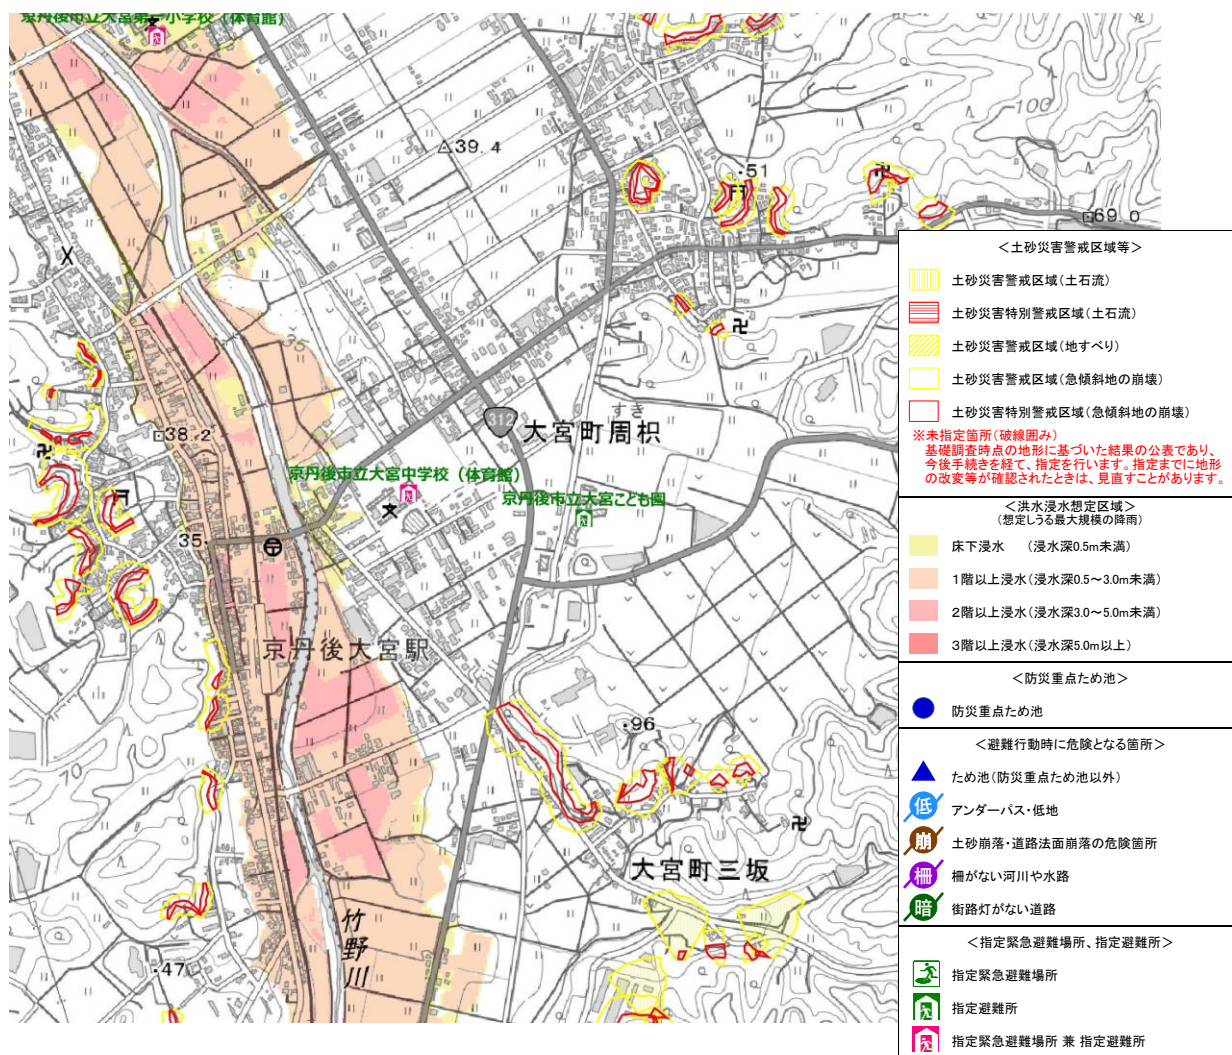 京丹後市立大宮第一小学校（体育館）
39.4
51
100
69.0
35
38.2
312
すき
大宮町周枳
京丹後市立大宮中学校（体育館）
京丹後市立大宮こども園
35
京丹後大宮駅
96
70
大宮町三坂
竹野川
47
＜土砂災害警戒区域等＞
土砂災害警戒区域（土石流）
土砂災害特別警戒区域（土石流）
土砂災害警戒区域（地すべり）
土砂災害警戒区域（急傾斜地の崩壊）
土砂災害特別警戒区域（急傾斜地の崩壊）
※未指定箇所（破線囲み）
基礎調査時点の地形に基づいた結果の公表であり、
今後手続きを経て、指定を行います。指定までに地形
の改変等が確認されたときは、見直すことがあります。
＜洪水浸水想定区域＞
（想定しうる最大規模の降雨）
床下浸水　（浸水深0.5m未満）
1階以上浸水（浸水深0.5～3.0m未満）
2階以上浸水（浸水深3.0～5.0m未満）
3階以上浸水（浸水深5.0m以上）
＜防災重点ため池＞
防災重点ため池
＜避難行動時に危険となる箇所＞
ため池（防災重点ため池以外）
低 アンダーパス・低地
崩 土砂崩落・道路法面崩落の危険箇所
柵 柵がない河川や水路
暗 街路灯がない道路
＜指定緊急避難場所、指定避難所＞
指定緊急避難場所
指定避難所
指定緊急避難場所 兼 指定避難所